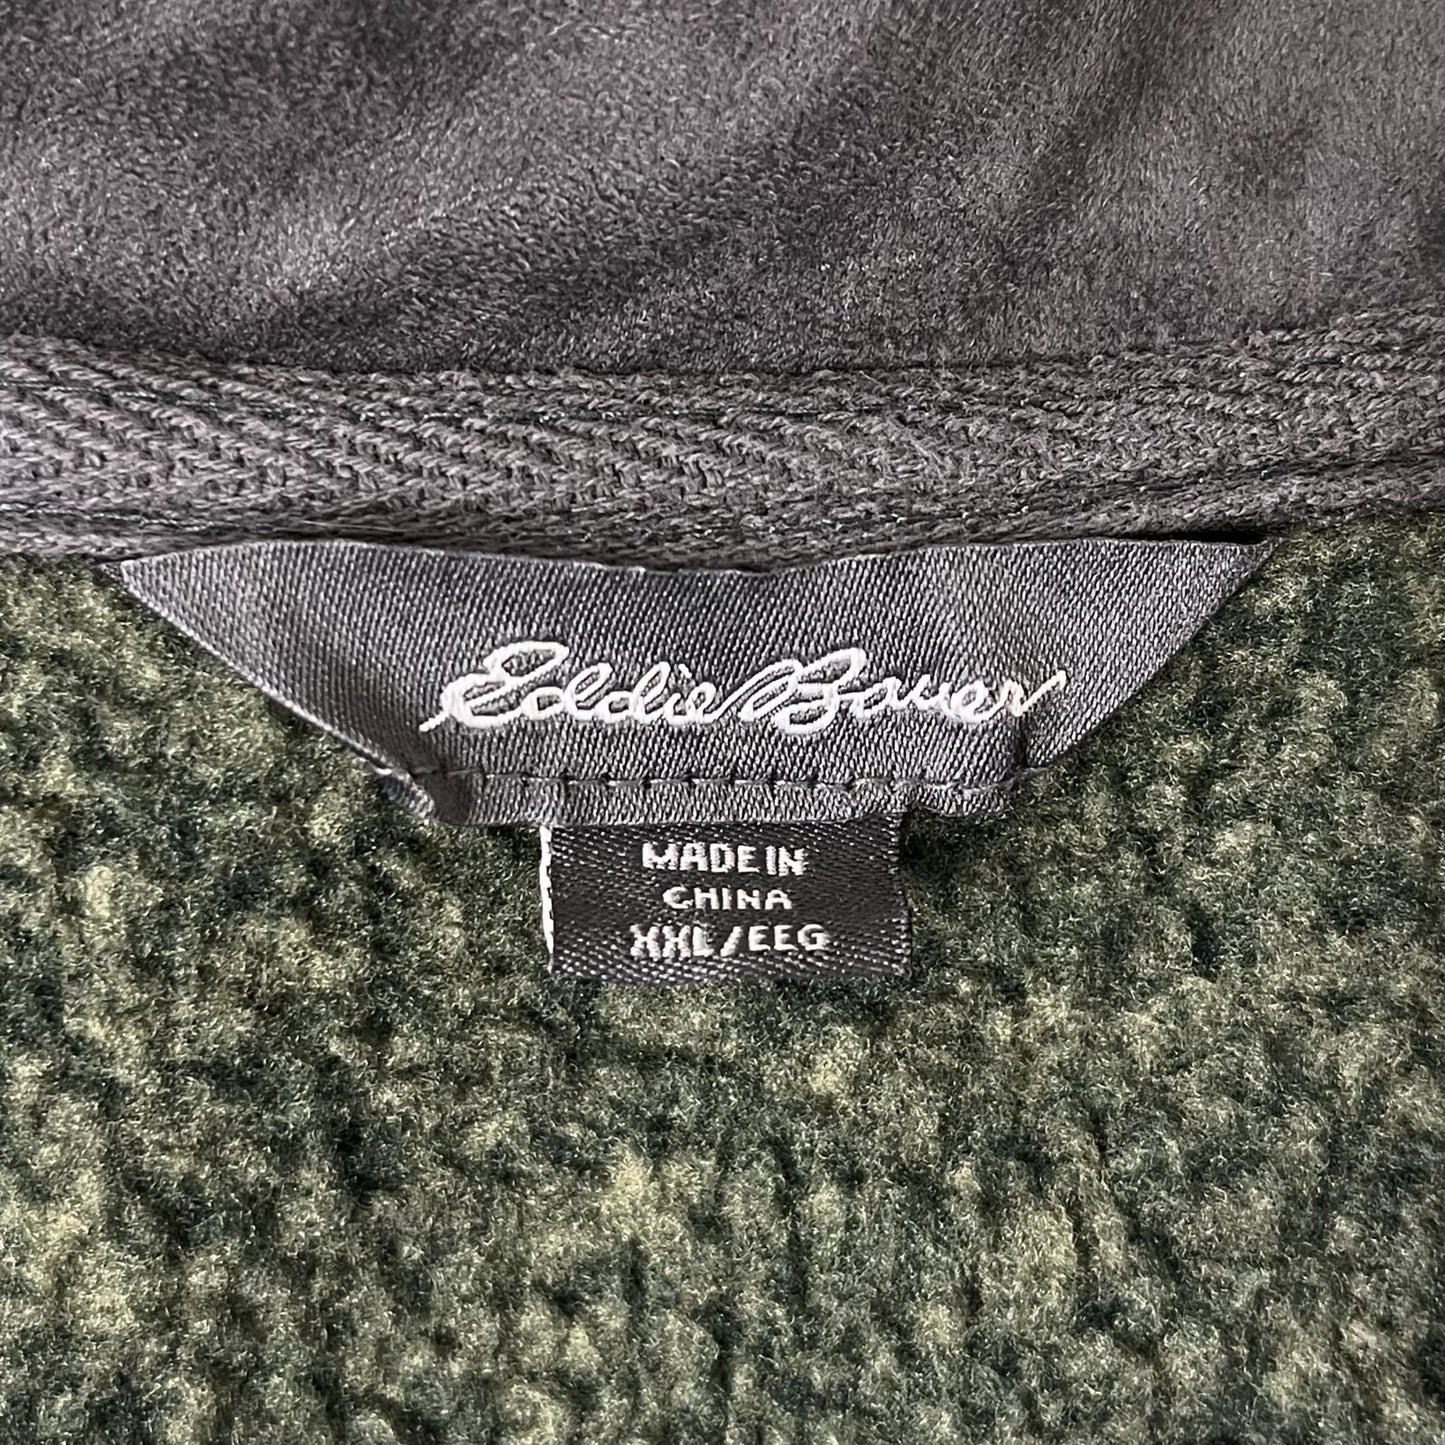 Eddie Bauer
MADE IN
CHINA
XXL/EEG